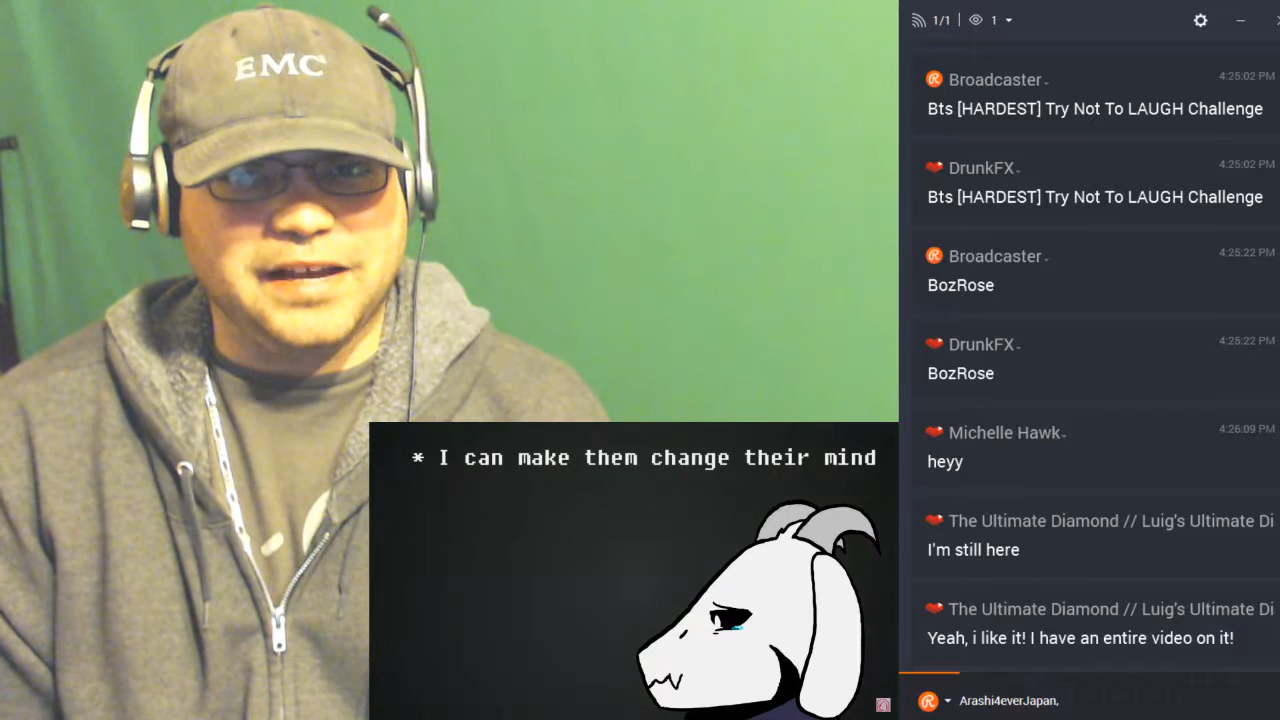 EMC
* I can make them change their mind
1/1
1
Broadcaster
4:25:02 PM
Bts [HARDEST] Try Not To LAUGH Challenge
DrunkFX
4:25:02 PM
Bts [HARDEST] Try Not To LAUGH Challenge
Broadcaster
4:25:22 PM
BozRose
DrunkFX
4:25:22 PM
BozRose
Michelle Hawk
4:26:09 PM
heyy
The Ultimate Diamond // Luig's Ultimate Di
I'm still here
The Ultimate Diamond // Luig's Ultimate Di
Yeah, i like it! I have an entire video on it!
Arashi4everJapan,